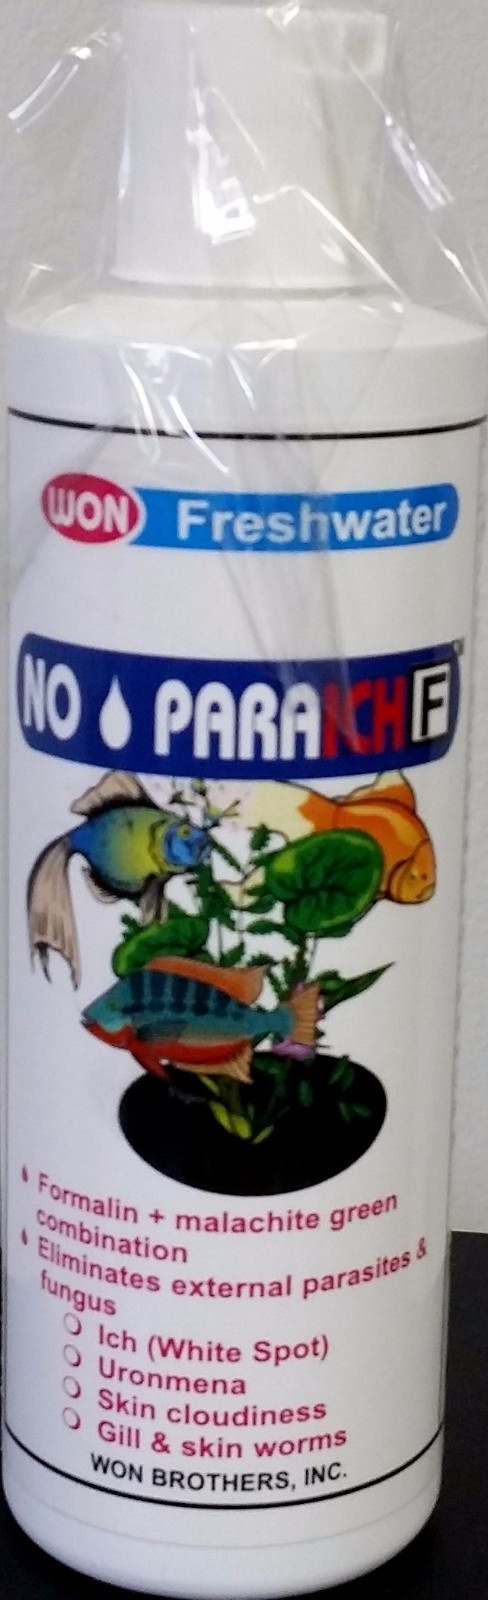 WON Freshwater
NO PARAICH F
Formalin + malachite green
combination
Eliminates external parasites &
fungus
Ich (White Spot)
Uronmena
Skin cloudiness
Gill & skin worms
WON BROTHERS, INC.